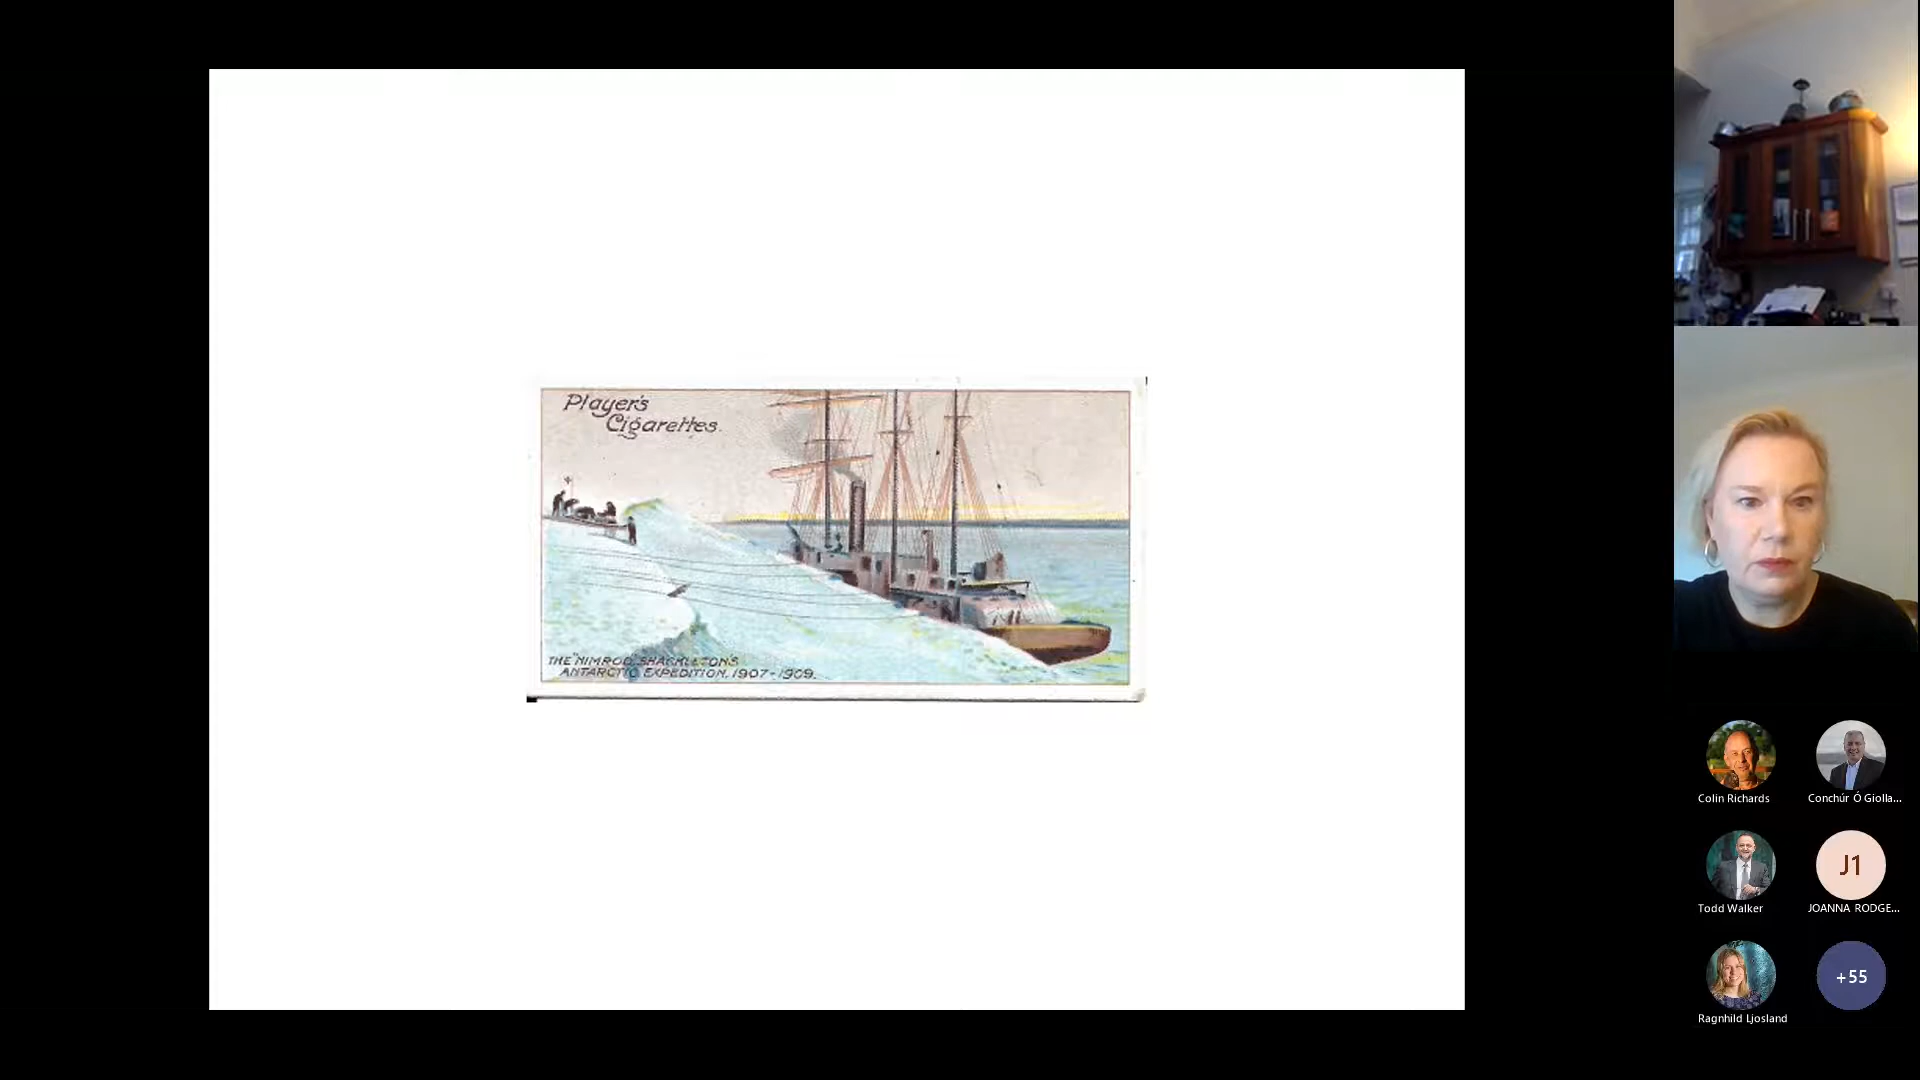 Player's
Cigarettes.
THE "NIMROD" SHACKLETON'S
ANTARCTIC EXPEDITION, 1907-1909.
Colin Richards
Conchúr Ó Giolla...
Todd Walker
J1
JOANNA RODGE...
Ragnhild Ljosland
+55